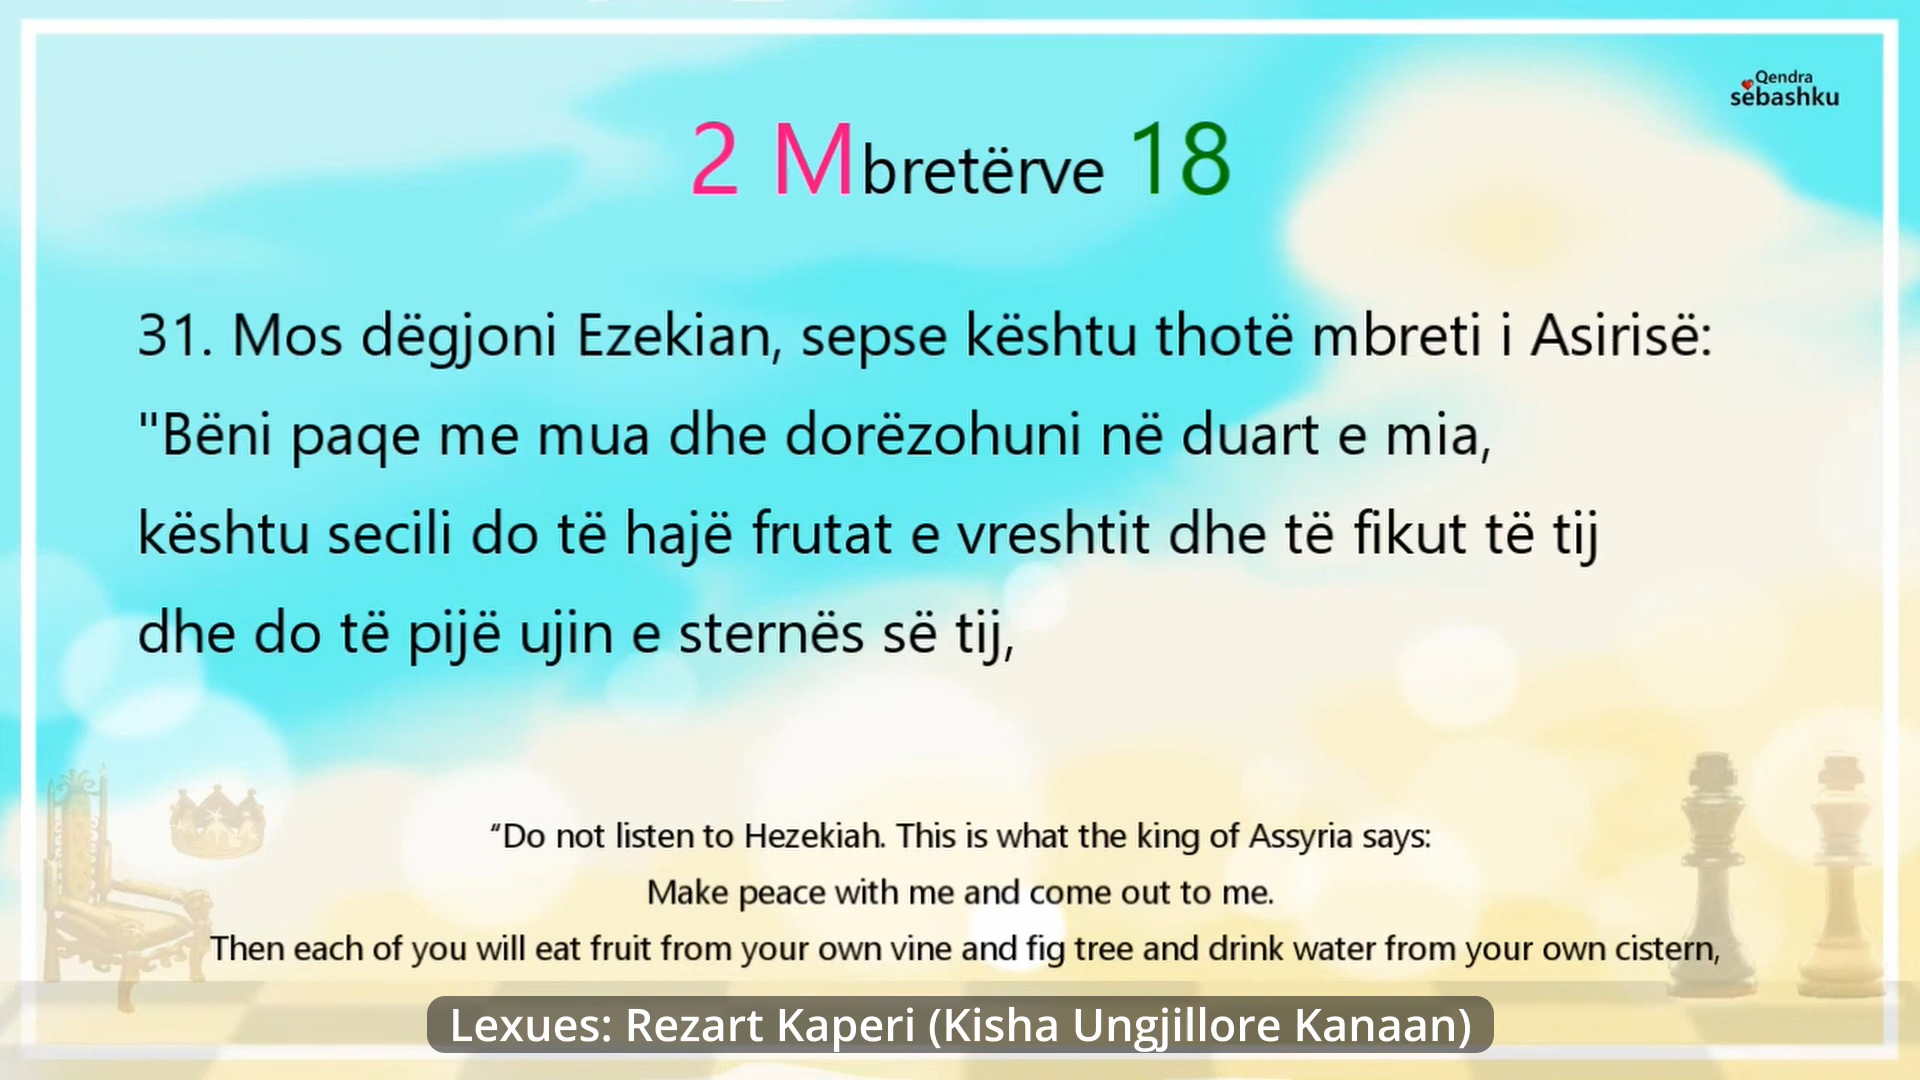 Qendra
sëbashku
2 Mbretërve 18
31. Mos dëgjoni Ezekian, sepse kështu thotë mbreti i Asirisë:
"Bëni paqe me mua dhe dorëzohuni në duart e mia,
kështu secili do të hajë frutat e vreshtit dhe të fikut të tij
dhe do të pijë ujin e sternës së tij,
“Do not listen to Hezekiah. This is what the king of Assyria says:
Make peace with me and come out to me.
Then each of you will eat fruit from your own vine and fig tree and drink water from your own cistern,
Lexues: Rezart Kaperi (Kisha Ungjillore Kanaan)